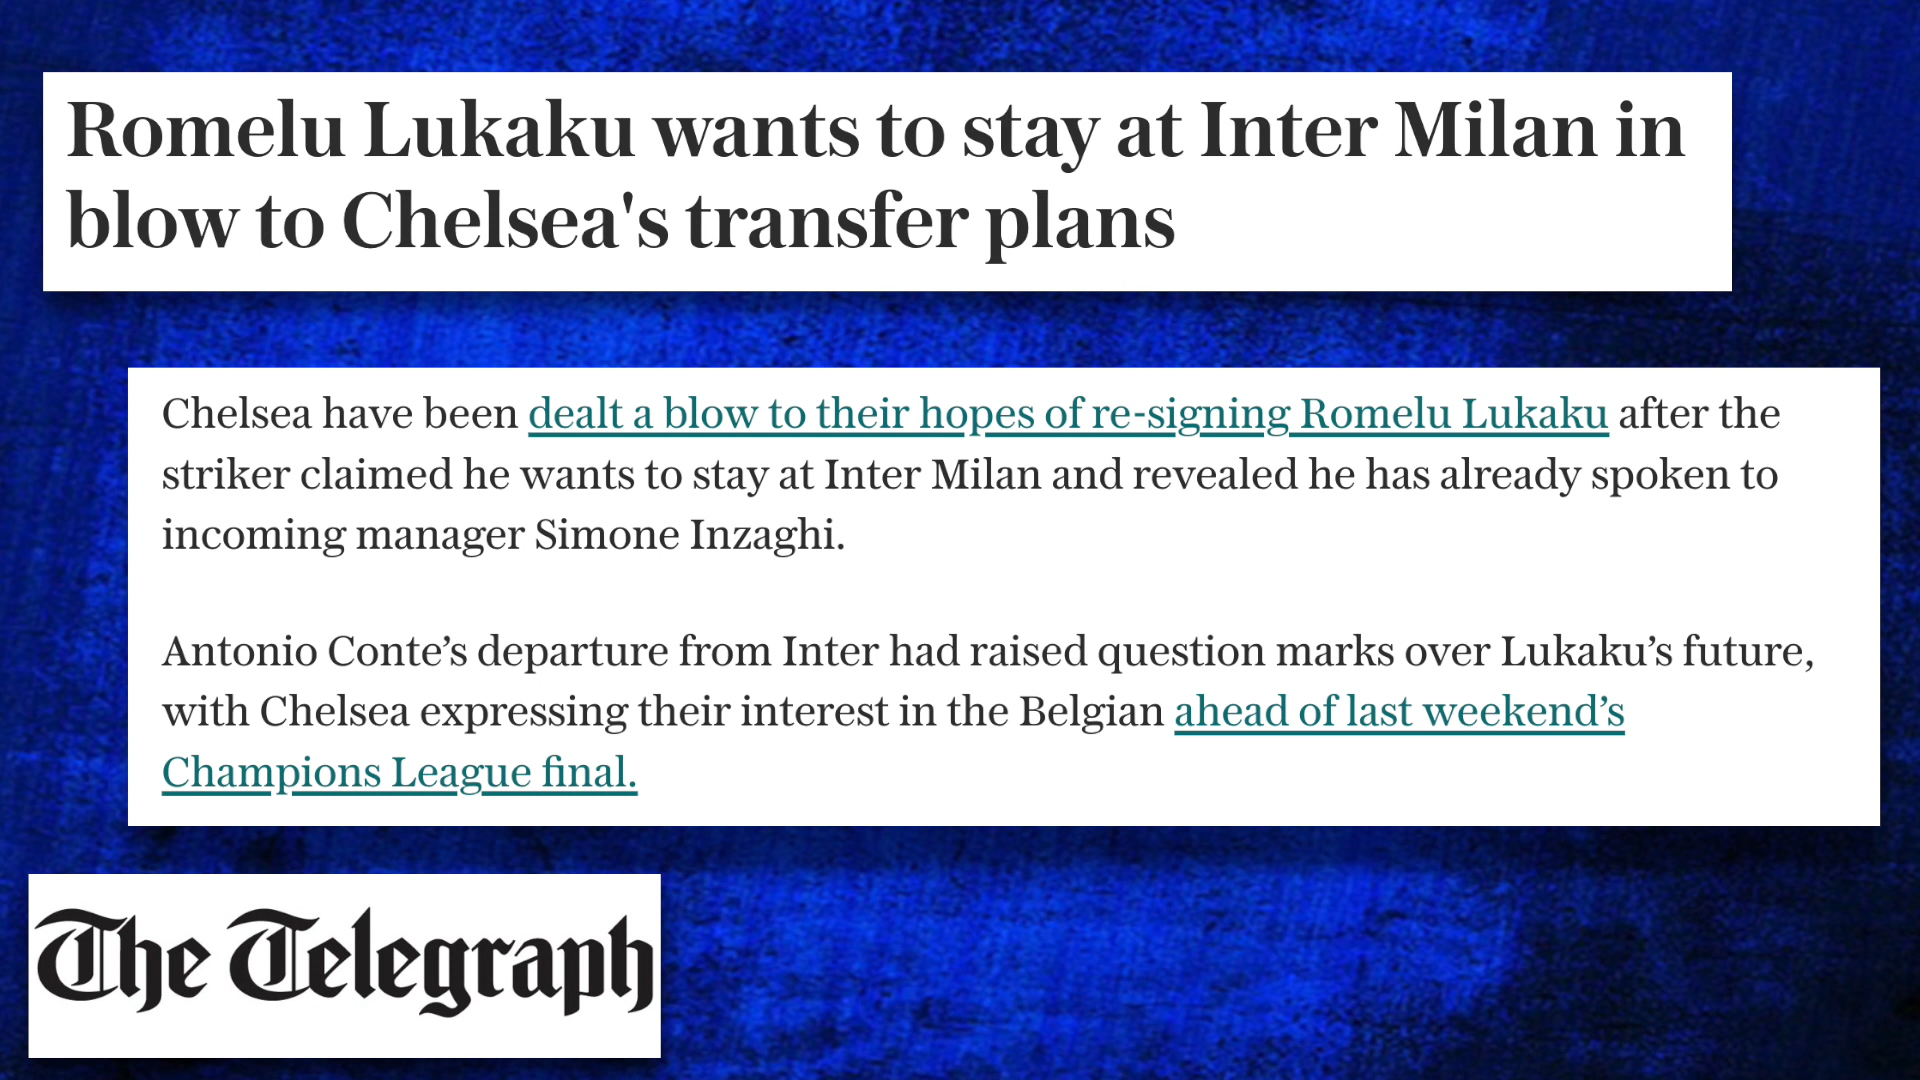 Romelu Lukaku wants to stay at Inter Milan in
blow to Chelsea's transfer plans
Chelsea have been dealt a blow to their hopes of re-signing Romelu Lukaku after the
striker claimed he wants to stay at Inter Milan and revealed he has already spoken to
incoming manager Simone Inzaghi.
Antonio Conte’s departure from Inter had raised question marks over Lukaku’s future,
with Chelsea expressing their interest in the Belgian ahead of last weekend’s
Champions League final.
The Telegraph